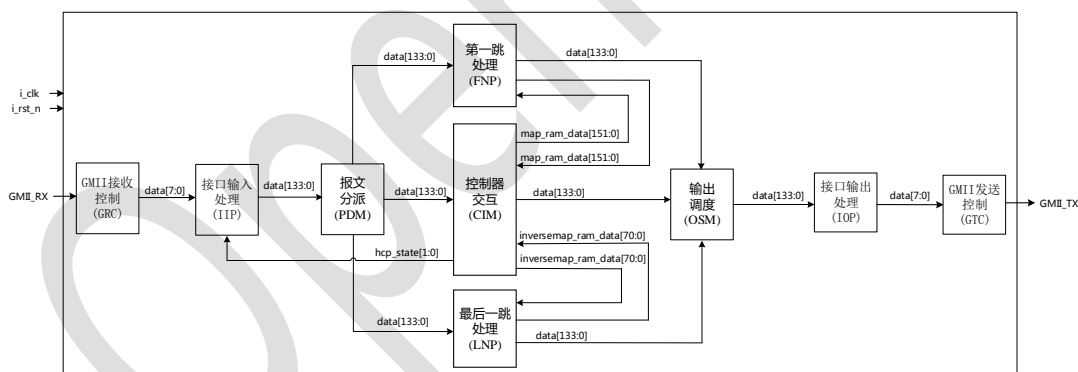 第一跳
处理
(FNP)
data[133:0]
data[133:0]
i_clk
i_rst_n
map_ram_data[151:0]
map_ram_data[151:0]
GMII_RX
GMII接收
控制
(GRC)
data[7:0]
接口输入
处理
(IIP)
data[133:0]
报文
分派
(PDM)
data[133:0]
控制器
交互
(CIM)
data[133:0]
输出
调度
(OSM)
data[133:0]
接口输出
处理
(IOP)
data[7:0]
GMII发送
控制
(GTC)
GMII_TX
hcp_state[1:0]
inversemap_ram_data[70:0]
inversemap_ram_data[70:0]
data[133:0]
最后一跳
处理
(LNP)
data[133:0]
Open